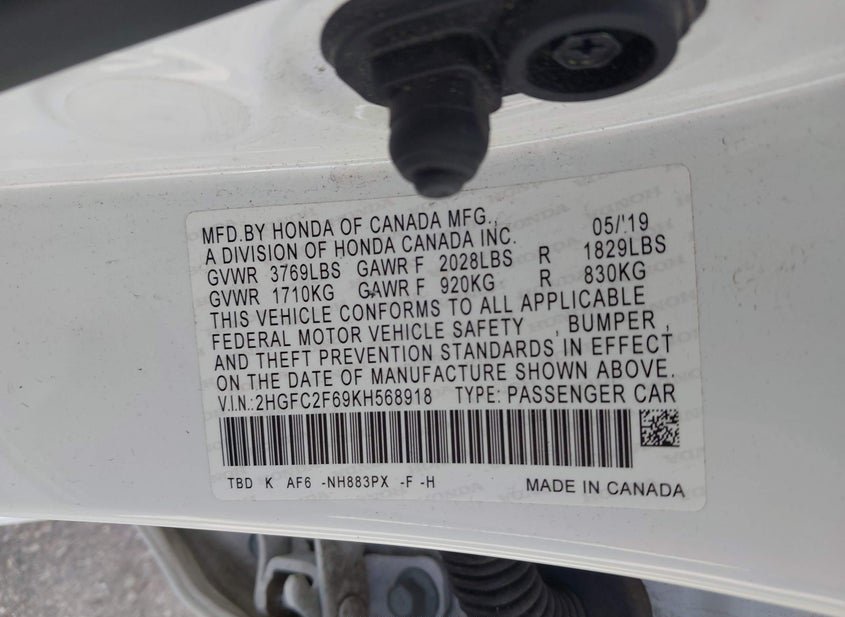 MFD.BY HONDA OF CANADA MFG., 05/'19
A DIVISION OF HONDA CANADA INC.
GVWR 3769LBS GAWR F 2028LBS R 1829LBS
GVWR 1710KG GAWR F 920KG R 830KG
THIS VEHICLE CONFORMS TO ALL APPLICABLE
FEDERAL MOTOR VEHICLE SAFETY , BUMPER ,
AND THEFT PREVENTION STANDARDS IN EFFECT
ON THE DATE OF MANUFACTURE SHOWN ABOVE.
V.I.N.:2HGFC2F69KH568918 TYPE: PASSENGER CAR
TBD K AF6 -NH883PX -F -H MADE IN CANADA